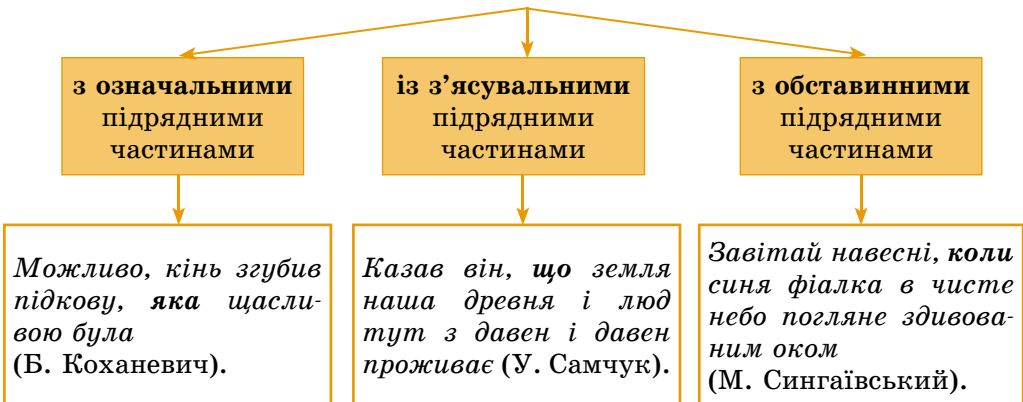 з означальними
підрядними
частинами
із з'ясувальними
підрядними
частинами
з обставинними
підрядними
частинами
Можливо, кінь згубив
підкову, яка щасли-
вою була
(Б. Коханевич).
Казав він, що земля
наша древня і люд
тут з давен і давен
проживає (У. Самчук).
Завітай навесні, коли
синя фіалка в чисте
небо погляне здивова-
ним оком
(М. Сингаївський).